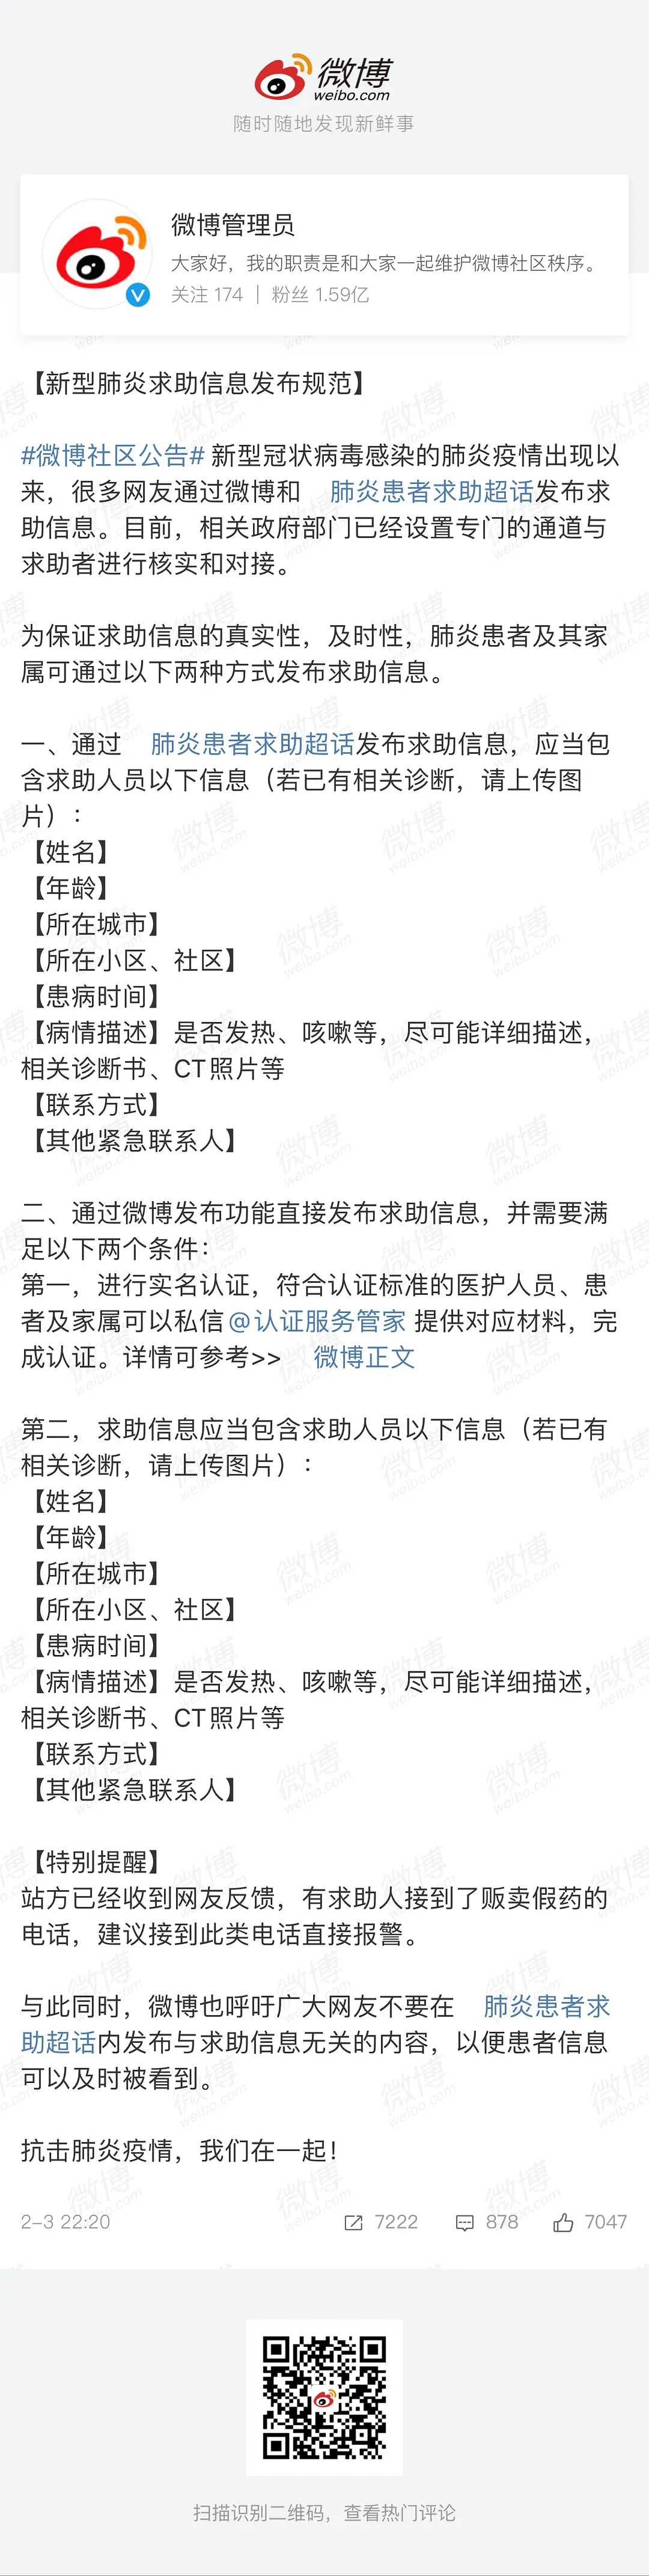 微博
weibo.com
随时随地发现新鲜事
微博管理员
大家好，我的职责是和大家一起维护微博社区秩序。
关注 174 | 粉丝 1.59亿
【新型肺炎求助信息发布规范】
#微博社区公告# 新型冠状病毒感染的肺炎疫情出现以
来，很多网友通过微博和 肺炎患者求助超话发布求
助信息。目前，相关政府部门已经设置专门的通道与
求助者进行核实和对接。
为保证求助信息的真实性，及时性，肺炎患者及其家
属可通过以下两种方式发布求助信息。
一、通过 肺炎患者求助超话发布求助信息，应当包
含求助人员以下信息（若已有相关诊断，请上传图
片）：
【姓名】
【年龄】
【所在城市】
【所在小区、社区】
【患病时间】
【病情描述】是否发热、咳嗽等，尽可能详细描述，
相关诊断书、CT照片等
【联系方式】
【其他紧急联系人】
二、通过微博发布功能直接发布求助信息，并需要满
足以下两个条件：
第一，进行实名认证，符合认证标准的医护人员、患
者及家属可以私信@认证服务管家 提供对应材料，完
成认证。详情可参考>> 微博正文
第二，求助信息应当包含求助人员以下信息（若已有
相关诊断，请上传图片）：
【姓名】
【年龄】
【所在城市】
【所在小区、社区】
【患病时间】
【病情描述】是否发热、咳嗽等，尽可能详细描述，
相关诊断书、CT照片等
【联系方式】
【其他紧急联系人】
【特别提醒】
站方已经收到网友反馈，有求助人接到了贩卖假药的
电话，建议接到此类电话直接报警。
与此同时，微博也呼吁广大网友不要在 肺炎患者求
助超话内发布与求助信息无关的内容，以便患者信息
可以及时被看到。
抗击肺炎疫情，我们在一起！
2-3 22:20 7222 878 7047
扫描识别二维码，查看热门评论